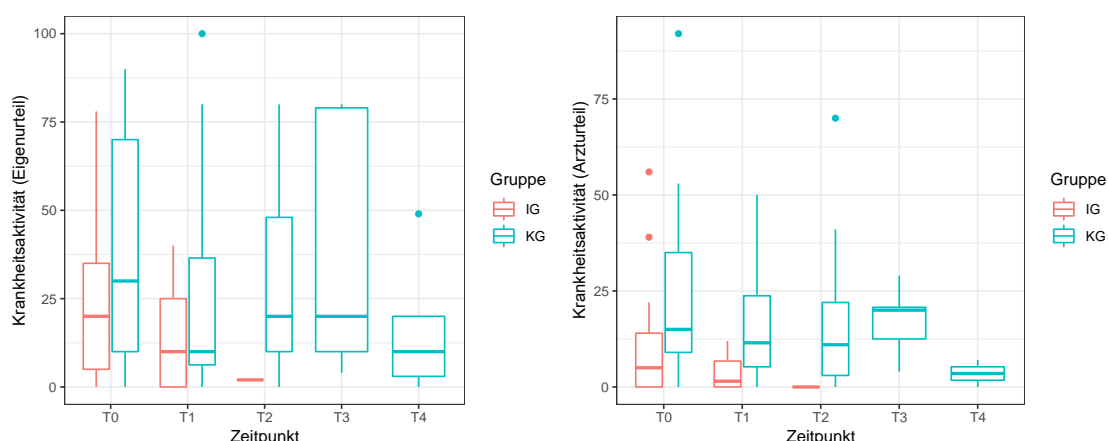 Krankheitsaktivität (Eigenurteil)
100
75
50
25
0
T0 T1 T2 T3 T4
Zeitpunkt
Gruppe
IG
KG
Krankheitsaktivität (Arzturteil)
75
50
25
0
T0 T1 T2 T3 T4
Zeitpunkt
Gruppe
IG
KG